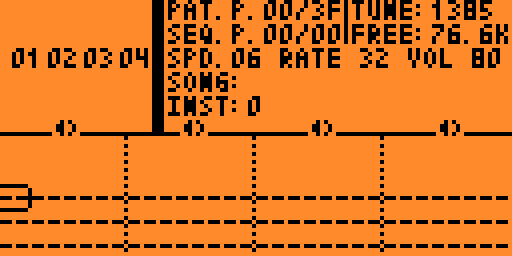 PAT. P. 00/3F TUNE: 1385
SEQ. P. 00/00 FREE: 76.6K
01 02 03 04 SPD. 06 RATE 32 VOL 80
SONG:
INST: 0